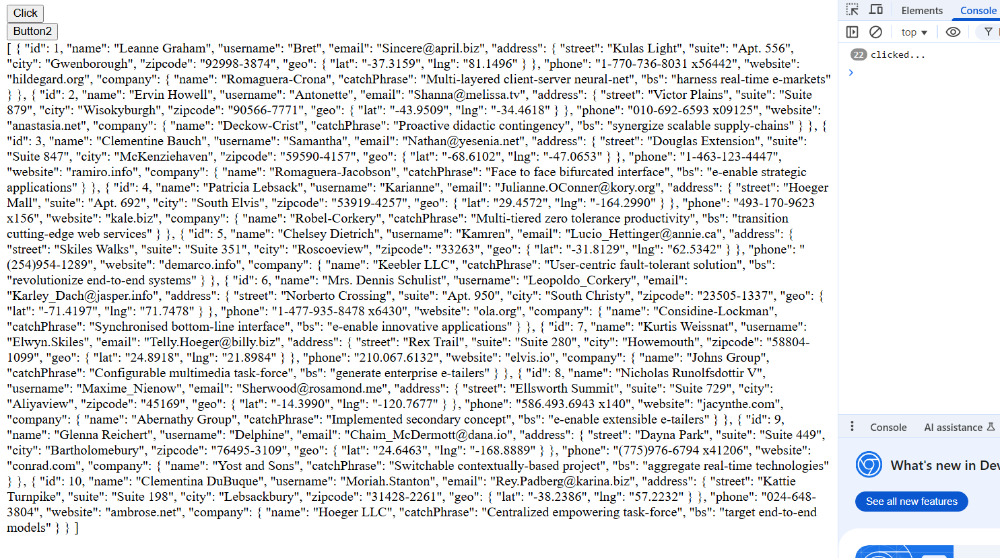 Click
Button2
[ { "id": 1, "name": "Leanne Graham", "username": "Bret", "email": "Sincere@april.biz", "address": { "street": "Kulas Light", "suite": "Apt. 556",
"city": "Gwenborough", "zipcode": "92998-3874", "geo": { "lat": "-37.3159", "lng": "81.1496" } }, "phone": "1-770-736-8031 x56442", "website":
"hildegard.org", "company": { "name": "Romaguera-Crona", "catchPhrase": "Multi-layered client-server neural-net", "bs": "harness real-time e-markets"
} }, { "id": 2, "name": "Ervin Howell", "username": "Antonette", "email": "Shanna@melissa.tv", "address": { "street": "Victor Plains", "suite": "Suite
879", "city": "Wisokyburgh", "zipcode": "90566-7771", "geo": { "lat": "-43.9509", "lng": "-34.4618" } }, "phone": "010-692-6593 x09125", "website":
"anastasia.net", "company": { "name": "Deckow-Crist", "catchPhrase": "Proactive didactic contingency", "bs": "synergize scalable supply-chains" } }, {
"id": 3, "name": "Clementine Bauch", "username": "Samantha", "email": "Nathan@yesenia.net", "address": { "street": "Douglas Extension", "suite":
"Suite 847", "city": "McKenziehaven", "zipcode": "59590-4157", "geo": { "lat": "-68.6102", "lng": "-47.0653" } }, "phone": "1-463-123-4447",
"website": "ramiro.info", "company": { "name": "Romaguera-Jacobson", "catchPhrase": "Face to face bifurcated interface", "bs": "e-enable strategic
applications" } }, { "id": 4, "name": "Patricia Lebsack", "username": "Karianne", "email": "Julianne.OConner@kory.org", "address": { "street": "Hoeger
Mall", "suite": "Apt. 692", "city": "South Elvis", "zipcode": "53919-4257", "geo": { "lat": "29.4572", "lng": "-164.2990" } }, "phone": "493-170-9623
x156", "website": "kale.biz", "company": { "name": "Robel-Corkery", "catchPhrase": "Multi-tiered zero tolerance productivity", "bs": "transition
cutting-edge web services" } }, { "id": 5, "name": "Chelsey Dietrich", "username": "Kamren", "email": "Lucio_Hettinger@annie.ca", "address": {
"street": "Skiles Walks", "suite": "Suite 351", "city": "Roscoeview", "zipcode": "33263", "geo": { "lat": "-31.8129", "lng": "62.5342" } }, "phone": "
(254)954-1289", "website": "demarco.info", "company": { "name": "Keebler LLC", "catchPhrase": "User-centric fault-tolerant solution", "bs":
"revolutionize end-to-end systems" } }, { "id": 6, "name": "Mrs. Dennis Schulist", "username": "Leopoldo_Corkery", "email":
"Karley_Dach@jasper.info", "address": { "street": "Norberto Crossing", "suite": "Apt. 950", "city": "South Christy", "zipcode": "23505-1337", "geo": {
"lat": "-71.4197", "lng": "71.7478" } }, "phone": "1-477-935-8478 x6430", "website": "ola.org", "company": { "name": "Considine-Lockman",
"catchPhrase": "Synchronised bottom-line interface", "bs": "e-enable innovative applications" } }, { "id": 7, "name": "Kurtis Weissnat", "username":
"Elwyn.Skiles", "email": "Telly.Hoeger@billy.biz", "address": { "street": "Rex Trail", "suite": "Suite 280", "city": "Howemouth", "zipcode": "58804-
1099", "geo": { "lat": "24.8918", "lng": "21.8984" } }, "phone": "210.067.6132", "website": "elvis.io", "company": { "name": "Johns Group",
"catchPhrase": "Configurable multimedia task-force", "bs": "generate enterprise e-tailers" } }, { "id": 8, "name": "Nicholas Runolfsdottir V",
"username": "Maxime_Nienow", "email": "Sherwood@rosamond.me", "address": { "street": "Ellsworth Summit", "suite": "Suite 729", "city":
"Aliyaview", "zipcode": "45169", "geo": { "lat": "-14.3990", "lng": "-120.7677" } }, "phone": "586.493.6943 x140", "website": "jacynthe.com",
"company": { "name": "Abernathy Group", "catchPhrase": "Implemented secondary concept", "bs": "e-enable extensible e-tailers" } }, { "id": 9,
"name": "Glenna Reichert", "username": "Delphine", "email": "Chaim_McDermott@dana.io", "address": { "street": "Dayna Park", "suite": "Suite 449",
"city": "Bartholomebury", "zipcode": "76495-3109", "geo": { "lat": "24.6463", "lng": "-168.8889" } }, "phone": "(775)976-6794 x41206", "website":
"conrad.com", "company": { "name": "Yost and Sons", "catchPhrase": "Switchable contextually-based project", "bs": "aggregate real-time technologies"
} }, { "id": 10, "name": "Clementina DuBuque", "username": "Moriah.Stanton", "email": "Rey.Padberg@karina.biz", "address": { "street": "Kattie
Turnpike", "suite": "Suite 198", "city": "Lebsackbury", "zipcode": "31428-2261", "geo": { "lat": "-38.2386", "lng": "57.2232" } }, "phone": "024-648-
3804", "website": "ambrose.net", "company": { "name": "Hoeger LLC", "catchPhrase": "Centralized empowering task-force", "bs": "target end-to-end
models" } } ]
Elements Console
top
22 clicked...
Console AI assistance
What's new in De
See all new features